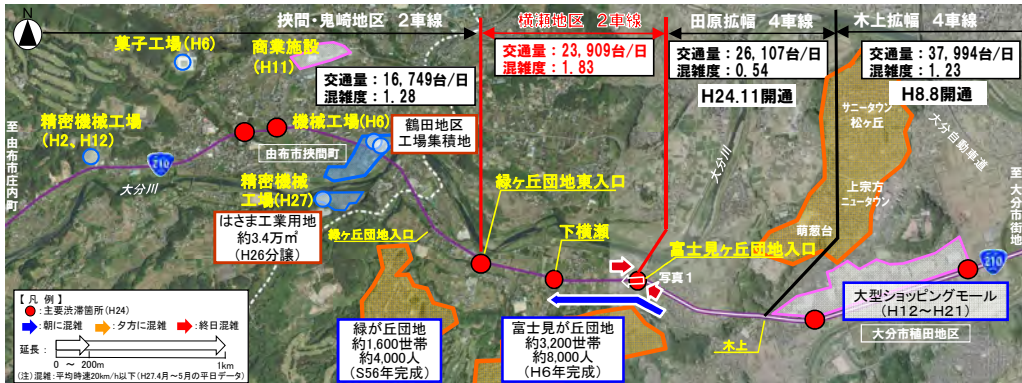 挾間・鬼崎地区 2車線
横瀬地区 2車線
田原拡幅 4車線
木上拡幅 4車線
N
菓子工場(H6)
商業施設
(H11)
交通量：16,749台/日
混雑度：1.28
交通量：23,909台/日
混雑度：1.83
交通量：26,107台/日
混雑度：0.54
H24.11開通
交通量：37,994台/日
混雑度：1.23
H8.8開通
精密機械工場
(H2、H12)
機械工場(H6)
鶴田地区
工場集積地
サニータウン
松ヶ丘
大分自動車道
至 由布市庄内町
210
由布市挾間町
大分川
精密機械
工場(H27)
はさま工業用地
約3.4万㎡
(H26分譲)
緑ヶ丘団地入口
緑ヶ丘団地東入口
下横瀬
富士見ヶ丘団地入口
写真1
大分川
上宗方
ニュータウン
萌葱台
至 大分市街地
210
【凡例】
：主要渋滞箇所(H24)
：朝に混雑
：夕方に混雑
：終日混雑
延長：
0 ～ 200m
1km
(注)混雑：平均時速20km/h以下(H27.4月～5月の平日データ)
緑が丘団地
約1,600世帯
約4,000人
(S56年完成)
富士見が丘団地
約3,200世帯
約8,000人
(H6年完成)
木上
大型ショッピングモール
(H12～H21)
大分市稙田地区